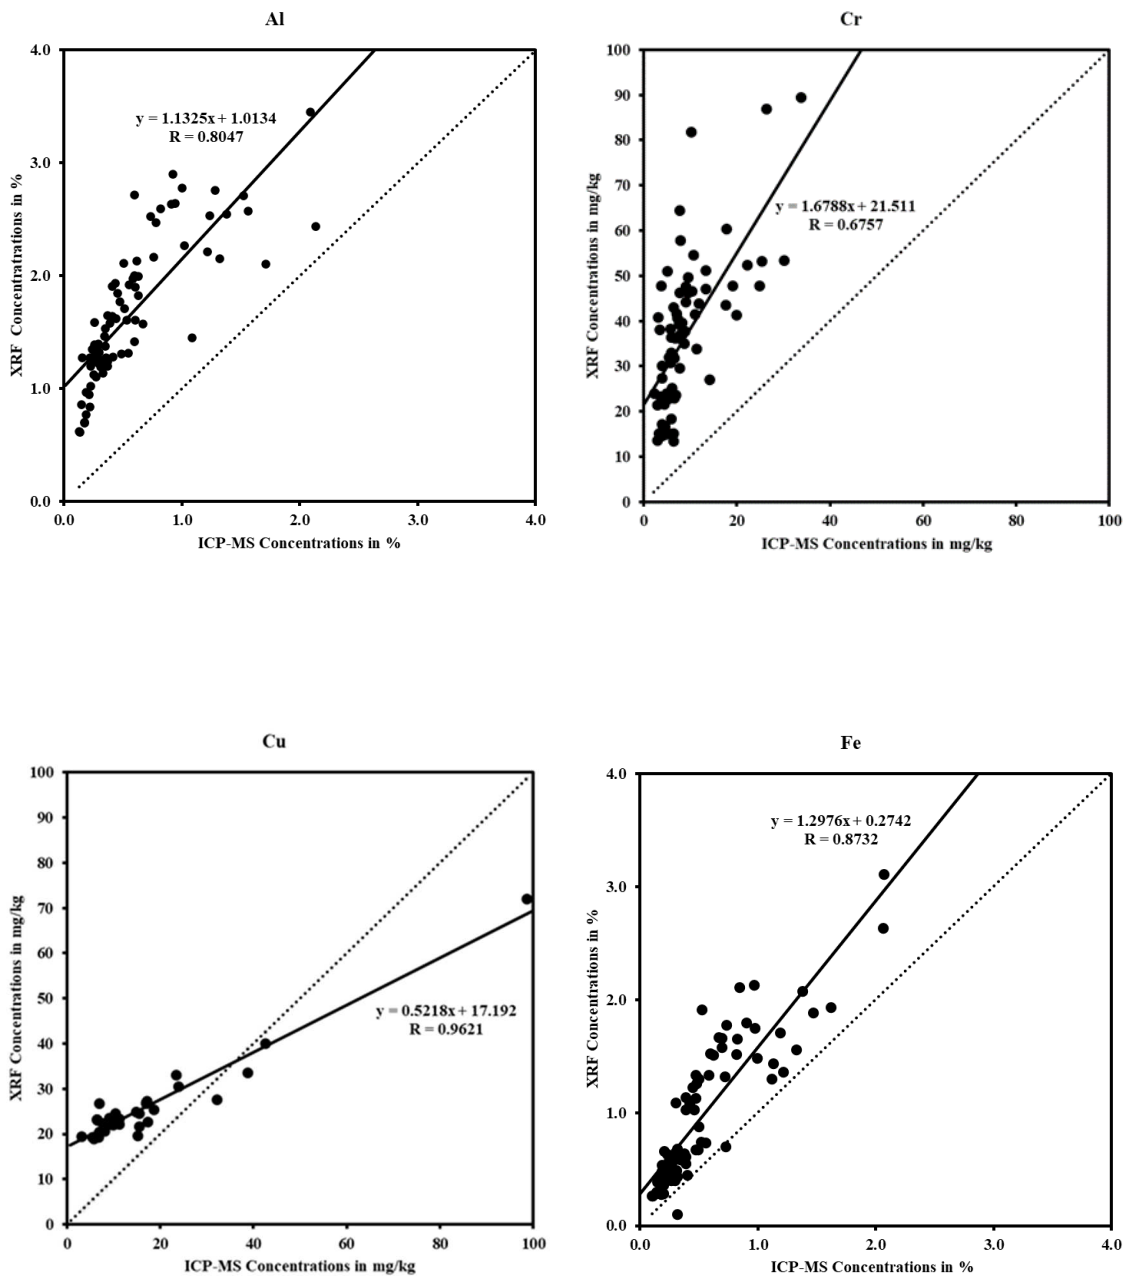 Al
4.0
3.0
2.0
1.0
0.0
0.0 1.0 2.0 3.0 4.0
XRF Concentratrations in %
ICP-MS Concentrations in %
y = 1.1325x + 1.0134
R = 0.8047
Cr
100
90
80
70
60
50
40
30
20
10
0
0 20 40 60 80 100
XRF Concentrations in mg/kg
ICP-MS Concentrations in mg/kg
y = 1.6788x + 21.511
R = 0.6757
Cu
100
90
80
70
60
50
40
30
20
10
0
0 20 40 60 80 100
XRF Concentrations in mg/kg
ICP-MS Concentrations in mg/kg
y = 0.5218x + 17.192
R = 0.9621
Fe
4.0
3.0
2.0
1.0
0.0
0.0 1.0 2.0 3.0 4.0
XRF Concentrations in %
ICP-MS Concentrations in %
y = 1.2976x + 0.2742
R = 0.8732